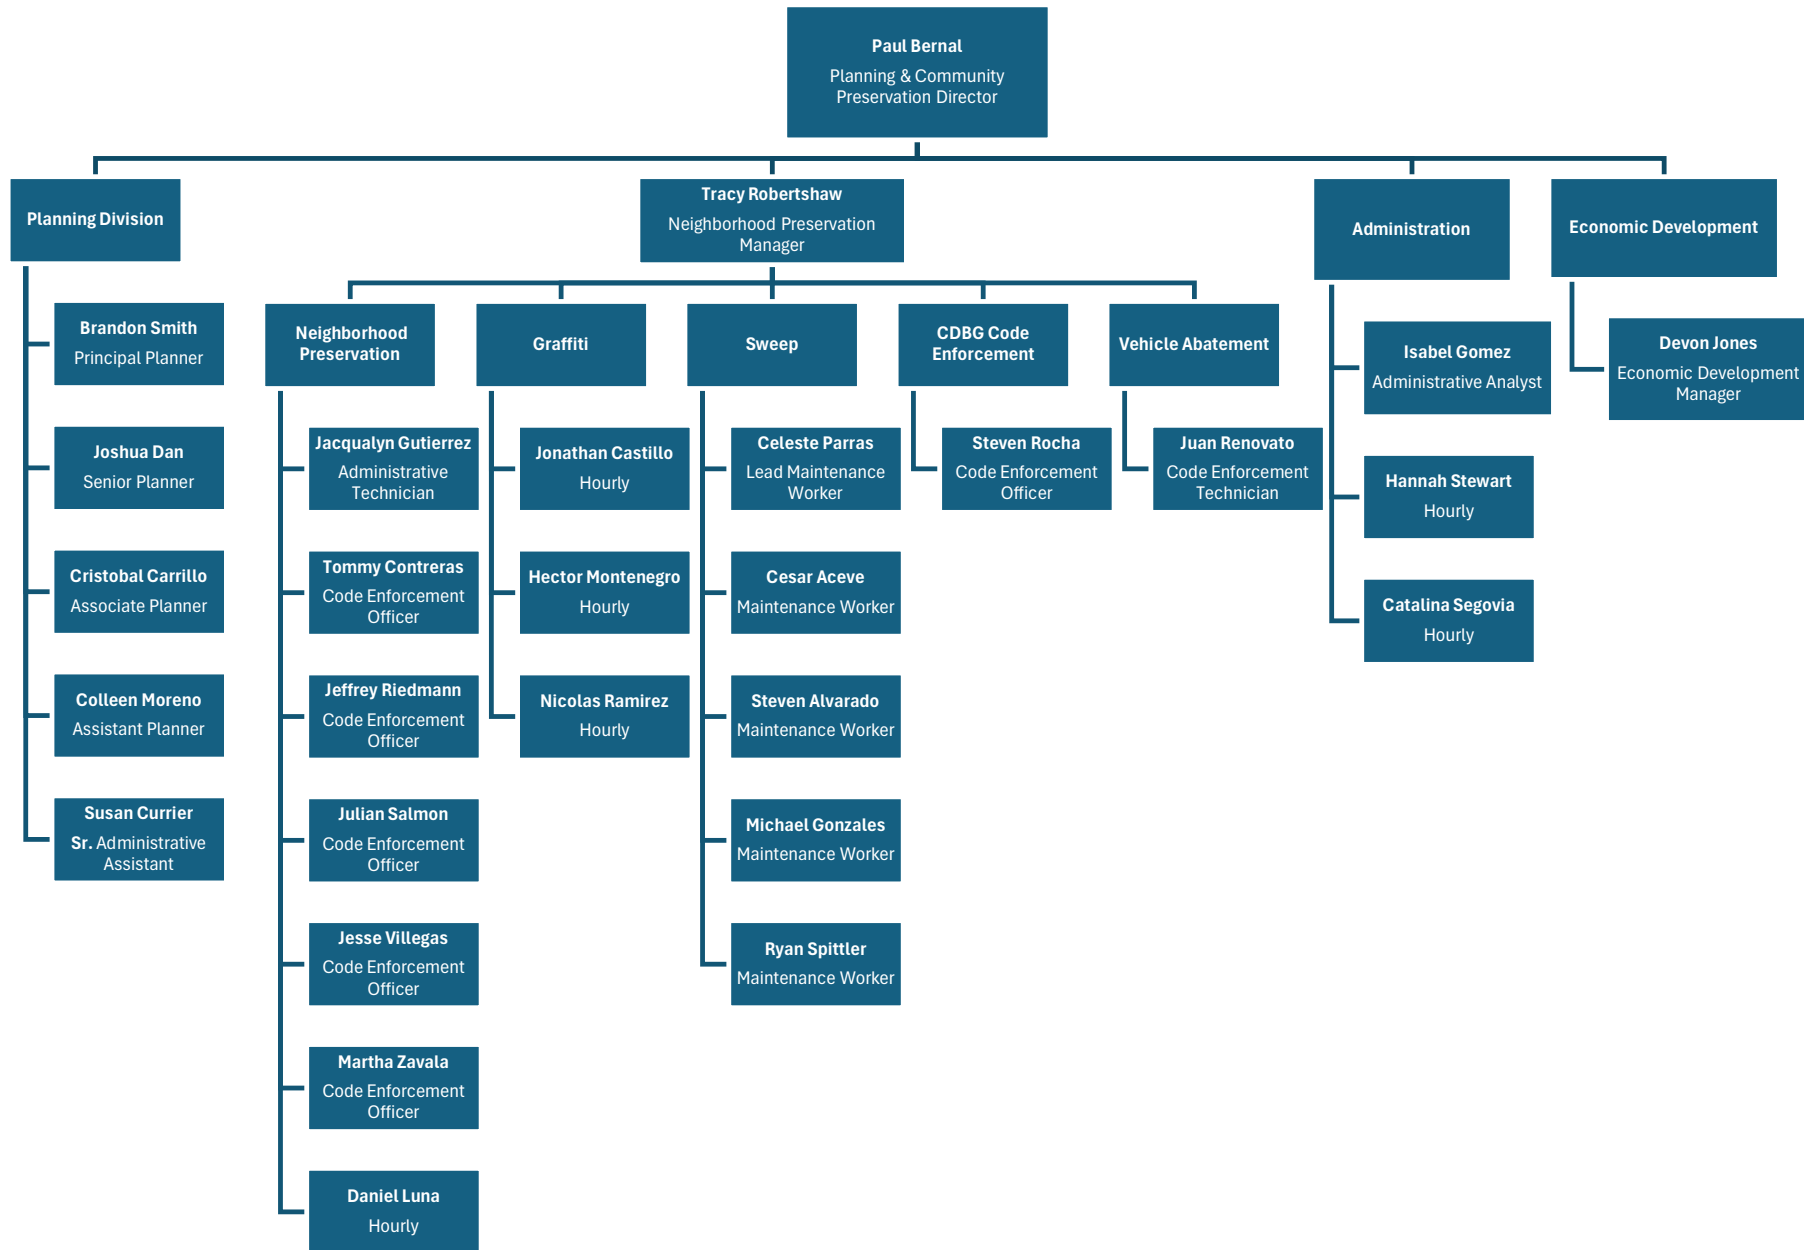 Paul Bernal
Planning & Community
Preservation Director
Planning Division
Brandon Smith
Principal Planner
Joshua Dan
Senior Planner
Cristobal Carrillo
Associate Planner
Colleen Moreno
Assistant Planner
Susan Currier
Sr. Administrative
Assistant
Tracy Robertshaw
Neighborhood Preservation
Manager
Neighborhood
Preservation
Jacqualyn Gutierrez
Administrative
Technician
Tommy Contreras
Code Enforcement
Officer
Jeffrey Riedmann
Code Enforcement
Officer
Julian Salmon
Code Enforcement
Officer
Jesse Villegas
Code Enforcement
Officer
Martha Zavala
Code Enforcement
Officer
Daniel Luna
Hourly
Graffiti
Jonathan Castillo
Hourly
Hector Montenegro
Hourly
Nicolas Ramirez
Hourly
Sweep
Celeste Parras
Lead Maintenance
Worker
Cesar Aceve
Maintenance Worker
Steven Alvarado
Maintenance Worker
Michael Gonzales
Maintenance Worker
Ryan Spittler
Maintenance Worker
CDBG Code
Enforcement
Steven Rocha
Code Enforcement
Officer
Vehicle Abatement
Juan Renovato
Code Enforcement
Technician
Administration
Isabel Gomez
Administrative Analyst
Hannah Stewart
Hourly
Catalina Segovia
Hourly
Economic Development
Devon Jones
Economic Development
Manager